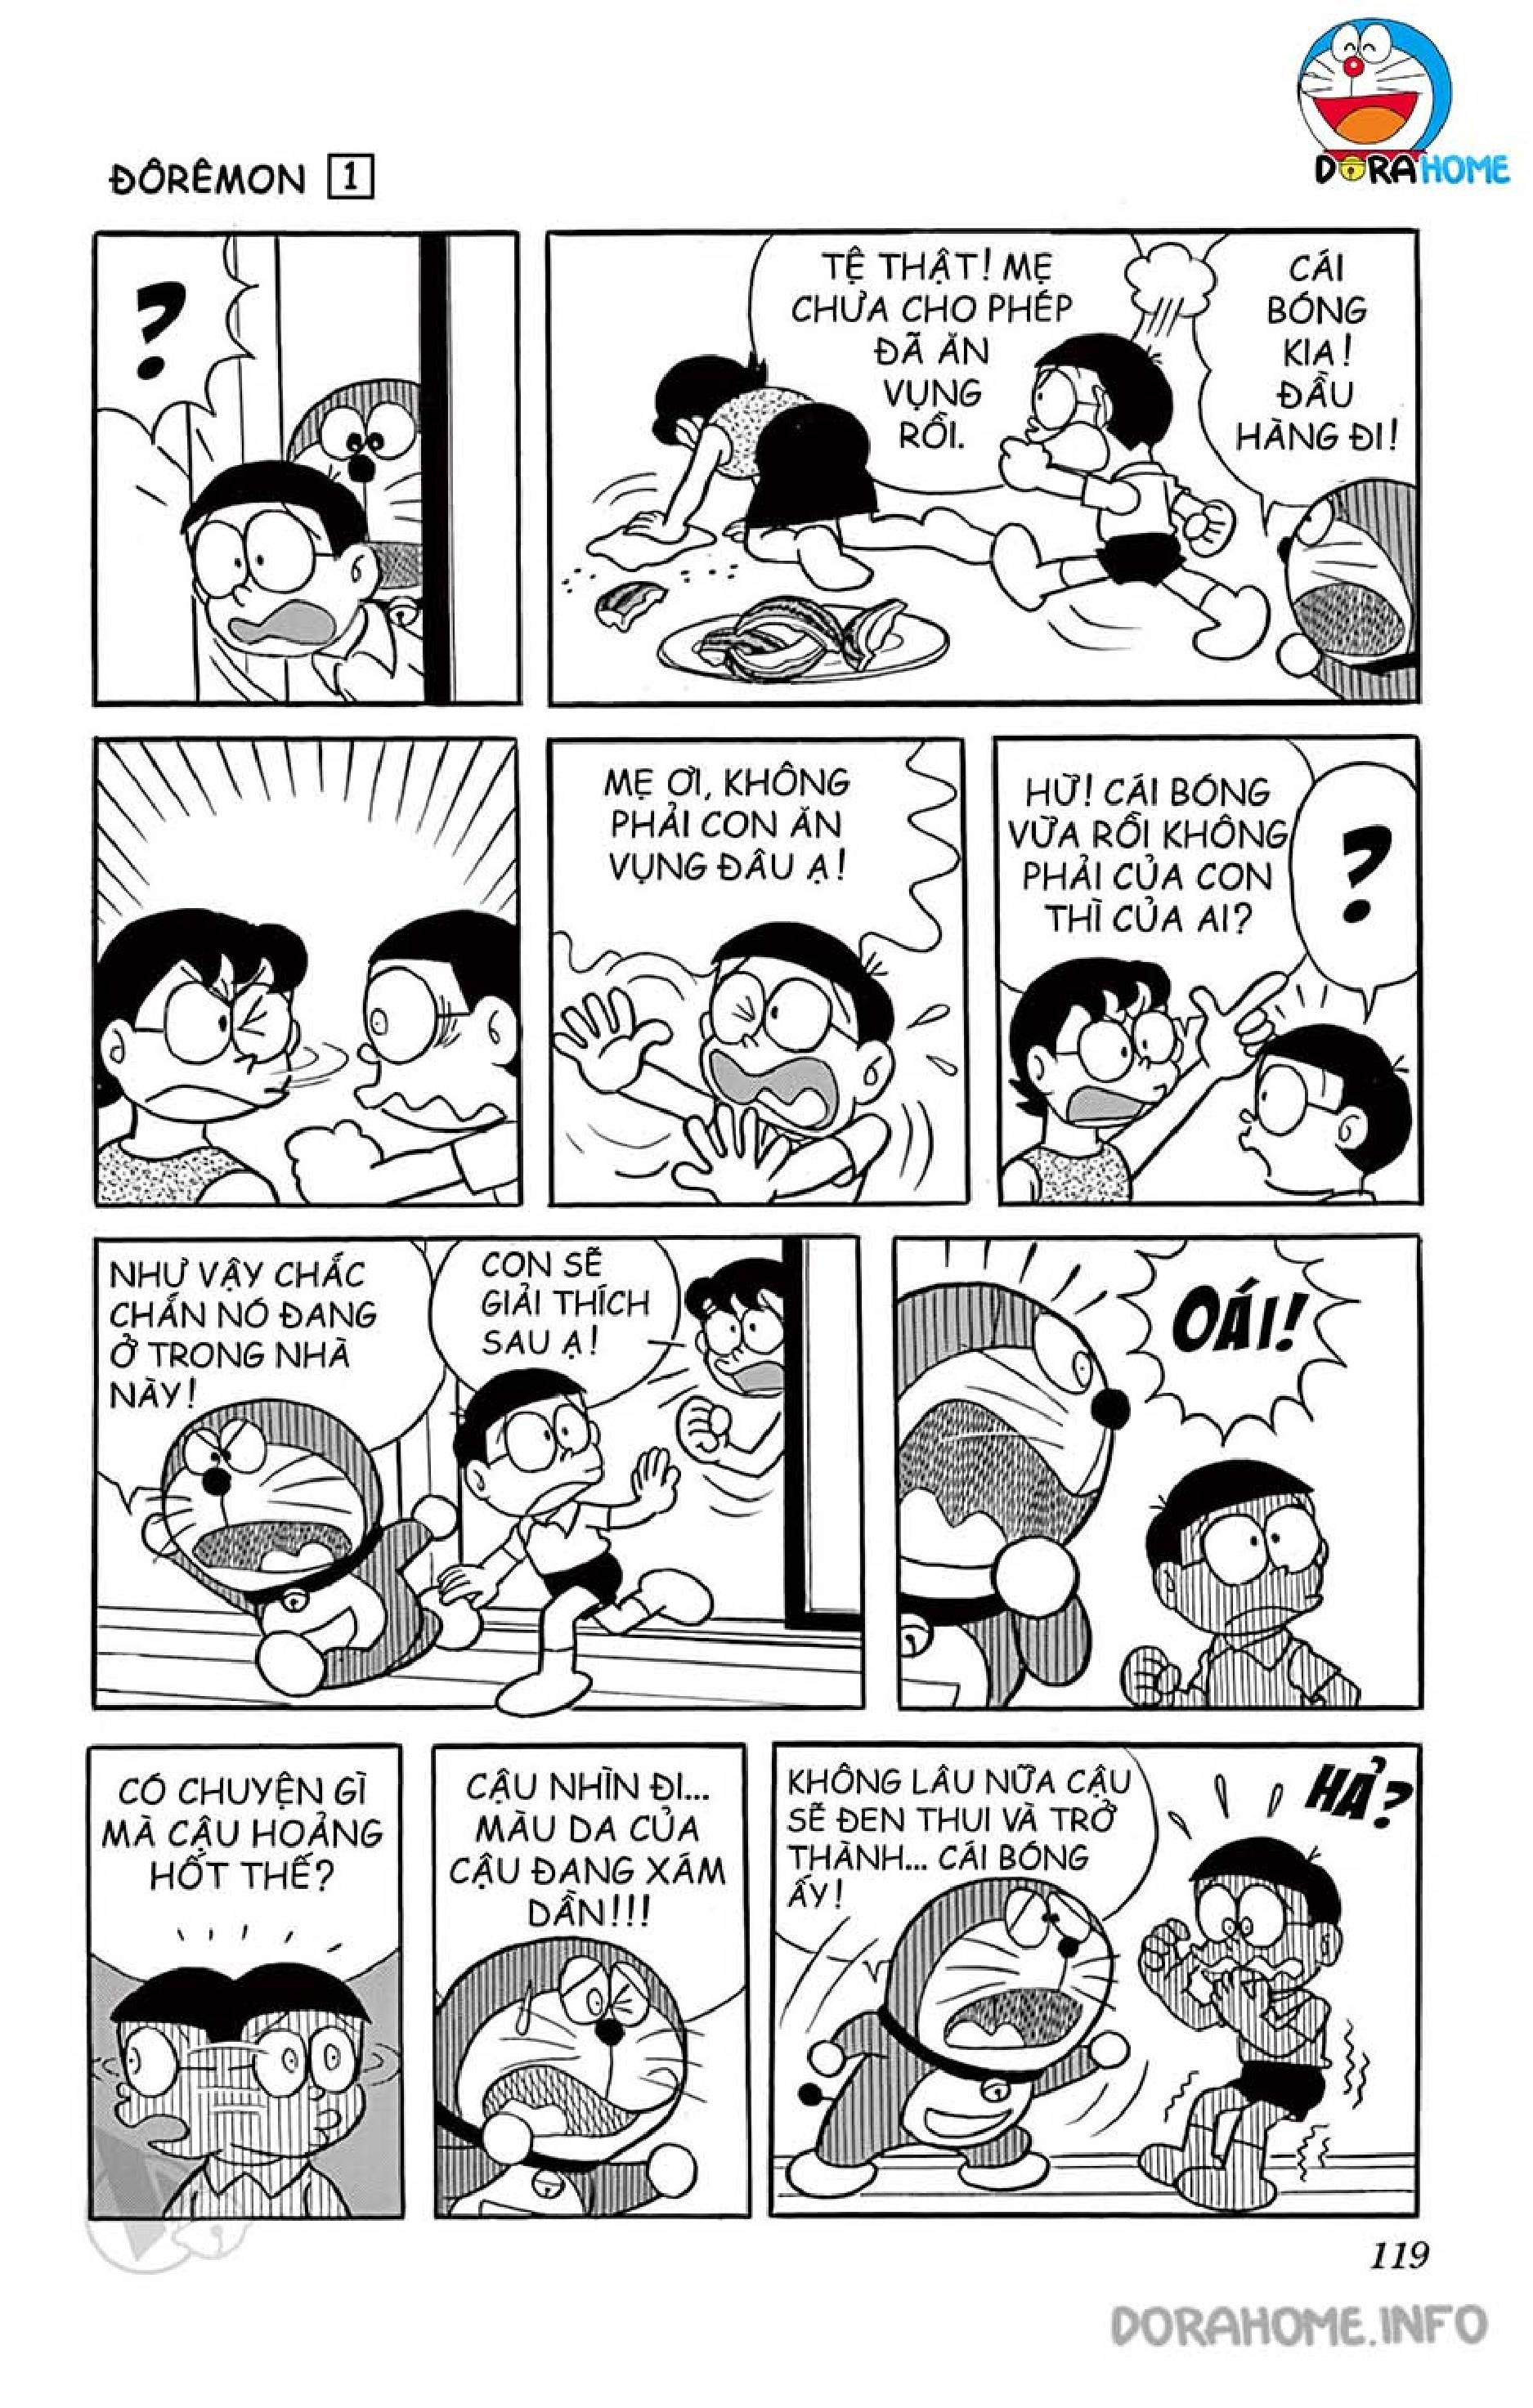 DORAHOME
ĐÔRÊMON 1
?
TỆ THẬT! MẸ
CHƯA CHO PHÉP
ĐÃ ĂN
VỤNG
RỒI.
CÁI
BÓNG
KIA!
ĐẦU
HÀNG ĐI!
MẸ ƠI, KHÔNG
PHẢI CON ĂN
VỤNG ĐÂU Ạ!
HỪ! CÁI BÓNG
VỪA RỒI KHÔNG
PHẢI CỦA CON
THÌ CỦA AI?
?
NHƯ VẬY CHẮC
CHẮN NÓ ĐANG
Ở TRONG NHÀ
NÀY!
CON SẼ
GIẢI THÍCH
SAU Ạ!
OÁI!
CÓ CHUYỆN GÌ
MÀ CẬU HOẢNG
HỐT THẾ?
CẬU NHÌN ĐI...
MÀU DA CỦA
CẬU ĐANG XÁM
DẦN!!!
KHÔNG LÂU NỮA CẬU
SẼ ĐEN THUI VÀ TRỞ
THÀNH... CÁI BÓNG
ẤY!
HẢ?
119
DORAHOME.INFO